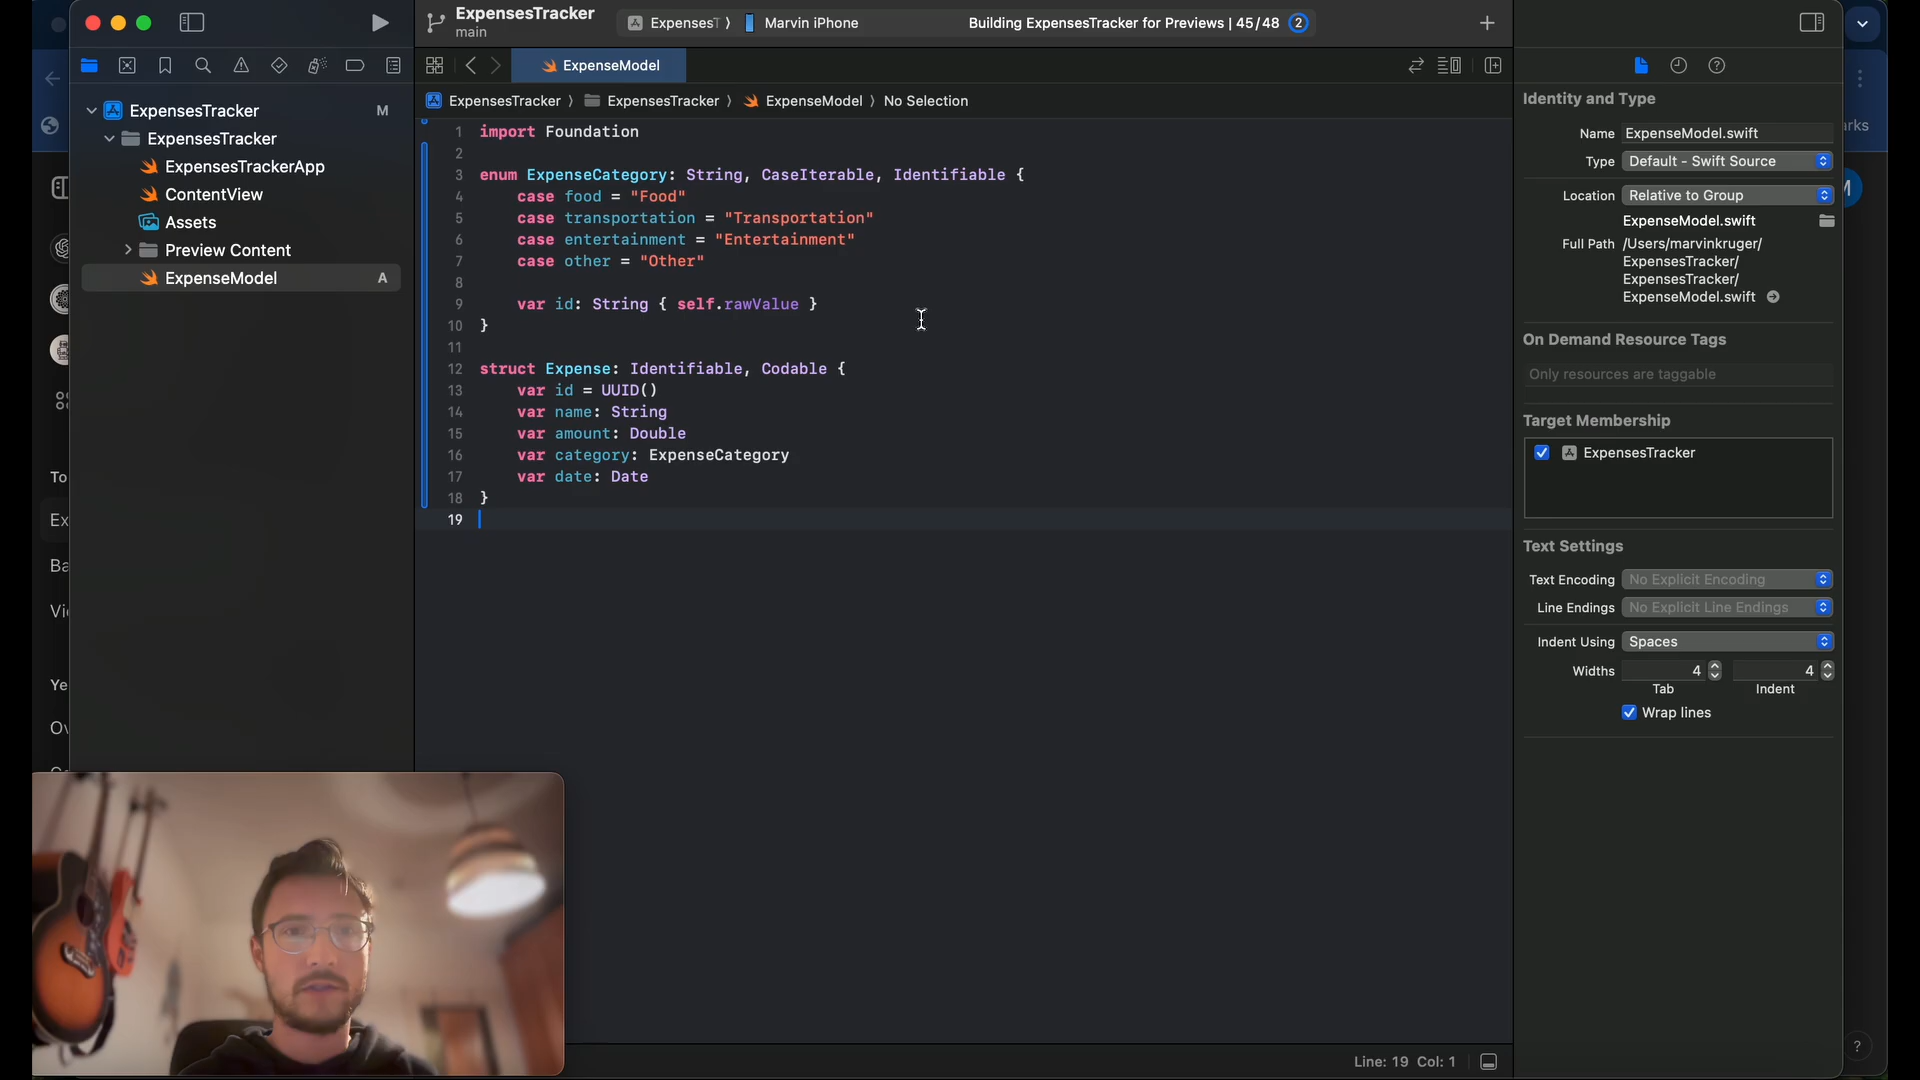 ExpensesTracker
main
ExpensesT
Marvin iPhone
Building ExpensesTracker for Previews | 45/48
2
ExpenseModel
ExpensesTracker M
ExpensesTracker
ExpensesTrackerApp
ContentView
Assets
Preview Content
ExpenseModel A
ExpensesTracker 〉 ExpensesTracker 〉 ExpenseModel 〉 No Selection
1 import Foundation
2
3 enum ExpenseCategory: String, CaseIterable, Identifiable {
4 case food = "Food"
5 case transportation = "Transportation"
6 case entertainment = "Entertainment"
7 case other = "Other"
8
9 var id: String { self.rawValue }
10 }
11
12 struct Expense: Identifiable, Codable {
13 var id = UUID()
14 var name: String
15 var amount: Double
16 var category: ExpenseCategory
17 var date: Date
18 }
19
Line: 19 Col: 1
Identity and Type
Name ExpenseModel.swift
Type Default - Swift Source
Location Relative to Group
ExpenseModel.swift
Full Path /Users/marvinkruger/
ExpensesTracker/
ExpensesTracker/
ExpenseModel.swift
On Demand Resource Tags
Only resources are taggable
Target Membership
ExpensesTracker
Text Settings
Text Encoding No Explicit Encoding
Line Endings No Explicit Line Endings
Indent Using Spaces
Widths 4 4
Tab Indent
Wrap lines
To
Ex
Ba
Ye
Ov
arks
?